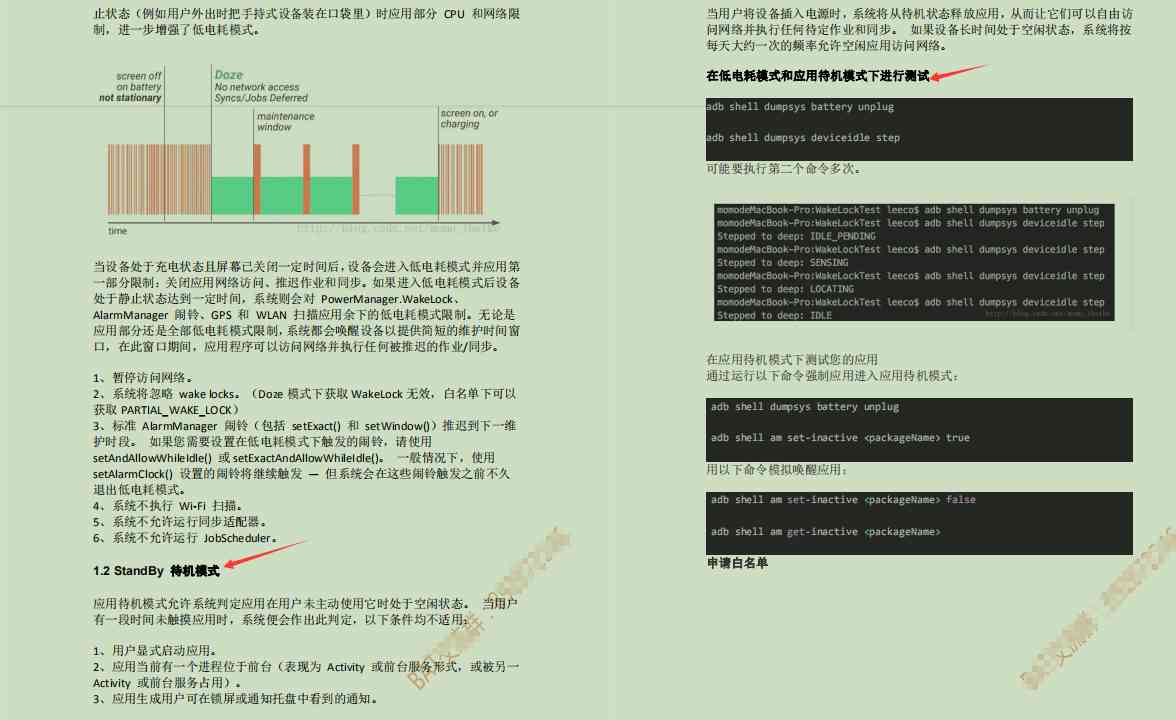 止状态（例如用户外出时把手持式设备装在口袋里）时应用部分 CPU 和网络限
制，进一步增强了低电耗模式。
screen off
on battery
not stationary
Doze
No network access
Syncs/Jobs Deferred
maintenance
window
screen on, or
charging
time
当设备处于充电状态且屏幕已关闭一定时间后，设备会进入低电耗模式并应用第
一部分限制：关闭应用网络访问、推迟作业和同步。如果进入低电耗模式后设备
处于静止状态达到一定时间，系统则会对 PowerManager.WakeLock、
AlarmManager 闹铃、GPS 和 WLAN 扫描应用余下的低电耗模式限制。无论是
应用部分还是全部低电耗模式限制，系统都会唤醒设备以提供简短的维护时间窗
口，在此窗口期间，应用程序可以访问网络并执行任何被推迟的作业/同步。
1、暂停访问网络。
2、系统将忽略 wake locks。（Doze 模式下获取 WakeLock 无效，白名单下可以
获取 PARTIAL_WAKE_LOCK）
3、标准 AlarmManager 闹铃（包括 setExact() 和 setWindow()）推迟到下一维
护时段。 如果您需要设置在低电耗模式下触发的闹铃，请使用
setAndAllowWhileIdle() 或 setExactAndAllowWhileIdle()。 一般情况下，使用
setAlarmClock() 设置的闹铃将继续触发 — 但系统会在这些闹铃触发之前不久
退出低电耗模式。
4、系统不执行 Wi-Fi 扫描。
5、系统不允许运行同步适配器。
6、系统不允许运行 JobScheduler。
1.2 StandBy 待机模式
应用待机模式允许系统判定应用在用户未主动使用它时处于空闲状态。 当用户
有一段时间未触摸应用时，系统便会作出此判定，以下条件均不适用：
1、用户显式启动应用。
2、应用当前有一个进程位于前台（表现为 Activity 或前台服务形式，或被另一
Activity 或前台服务占用）。
3、应用生成用户可在锁屏或通知托盘中看到的通知。
当用户将设备插入电源时，系统将从待机状态释放应用，从而让它们可以自由访
问网络并执行任何待定作业和同步。 如果设备长时间处于空闲状态，系统将按
每天大约一次的频率允许空闲应用访问网络。
在低电耗模式和应用待机模式下进行测试
adb shell dumpsys battery unplug
adb shell dumpsys deviceidle step
可能要执行第二个命令多次。
momodeMacBook-Pro:WakeLockTest leeco$ adb shell dumpsys battery unplug
momodeMacBook-Pro:WakeLockTest leeco$ adb shell dumpsys deviceidle step
Stepped to deep: IDLE_PENDING
momodeMacBook-Pro:WakeLockTest leeco$ adb shell dumpsys deviceidle step
Stepped to deep: SENSING
momodeMacBook-Pro:WakeLockTest leeco$ adb shell dumpsys deviceidle step
Stepped to deep: LOCATING
momodeMacBook-Pro:WakeLockTest leeco$ adb shell dumpsys deviceidle step
Stepped to deep: IDLE
在应用待机模式下测试您的应用
通过运行以下命令强制应用进入应用待机模式：
adb shell dumpsys battery unplug
adb shell am set-inactive <packageName> true
用以下命令模拟唤醒应用：
adb shell am set-inactive <packageName> false
adb shell am get-inactive <packageName>
申请白名单